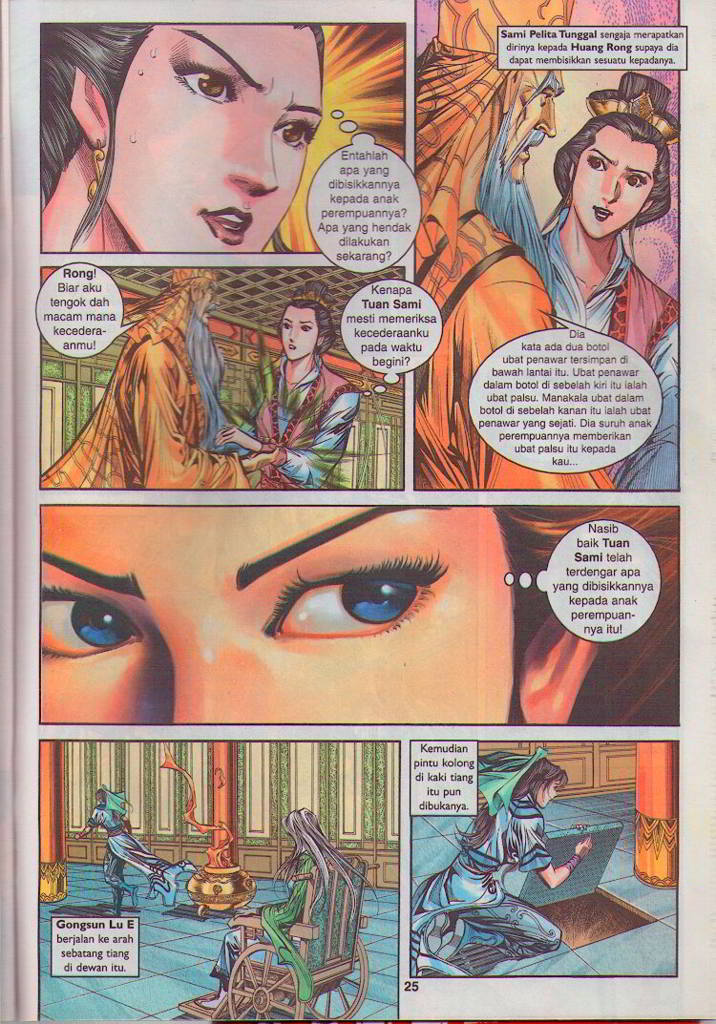 Entahlah
apa yang
dibisikkannya
kepada anak
perempuannya?
Apa yang hendak
dilakukan
sekarang?
Rong!
Biar aku
tengok dah
macam mana
kecedera-
anmu!
Kenapa
Tuan Sami
mesti memeriksa
kecederaanku
pada waktu
begini?
Sami Pelita Tunggal sengaja merapatkan
dirinya kepada Huang Rong supaya dia
dapat membisikkan sesuatu kepadanya.
Dia
kata ada dua botol
ubat penawar tersimpan di
bawah lantai itu. Ubat penawar
dalam botol di sebelah kiri itu ialah
ubat palsu. Manakala ubat dalam
botol di sebelah kanan itu ialah ubat
penawar yang sejati. Dia suruh anak
perempuannya memberikan
ubat palsu itu kepada
kau...
Nasib
baik Tuan
Sami telah
terdengar apa
yang dibisikkannya
kepada anak
perempuan-
nya itu!
Gongsun Lu E
berjalan ke arah
sebatang tiang
di dewan itu.
Kemudian
pintu kolong
di kaki tiang
itu pun
dibukanya.
25